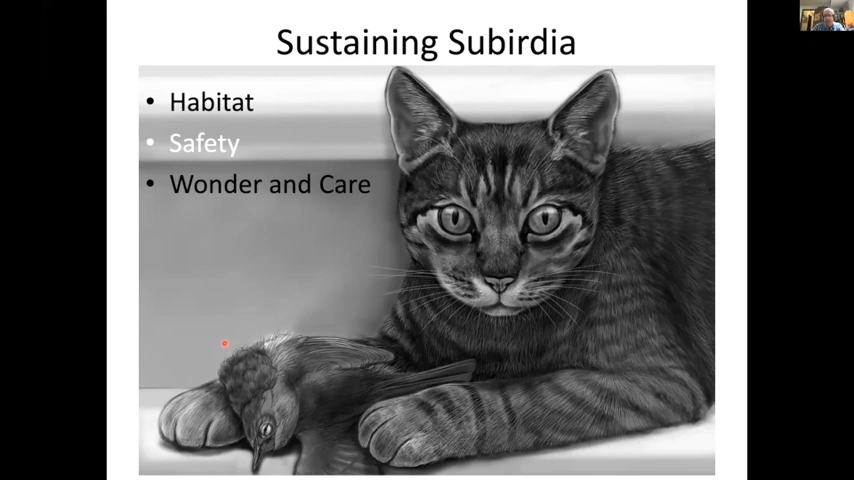 Sustaining Subirdia
• Habitat
• Safety
• Wonder and Care